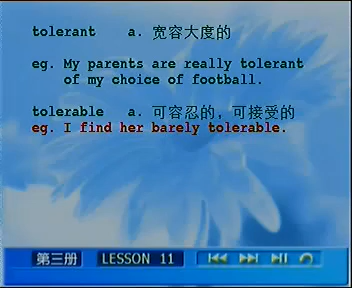 tolerant a. 宽容大度的
eg. My parents are really tolerant
of my choice of football.
tolerable a. 可容忍的，可接受的
eg. I find her barely tolerable.
第三册 LESSON 11